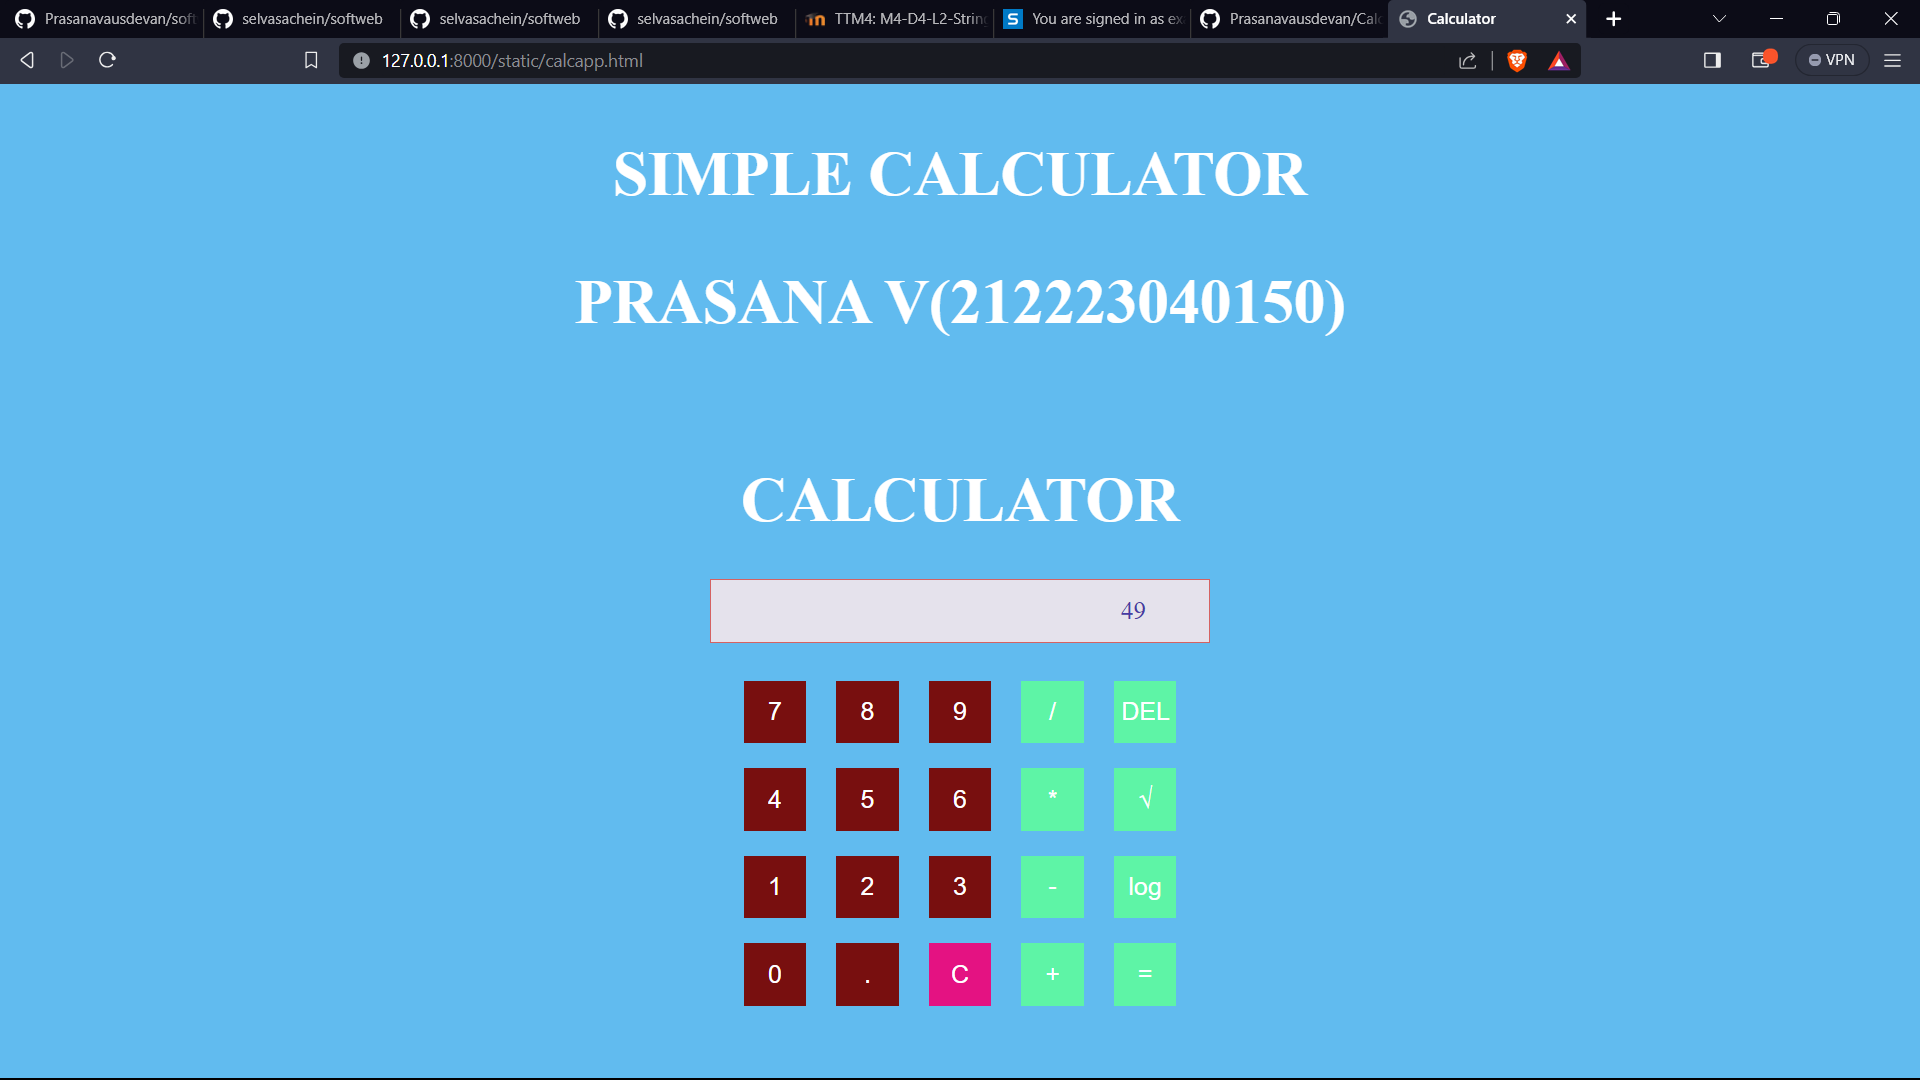 Prasanavausdevan/soft
selvasachein/softweb
selvasachein/softweb
selvasachein/softweb
TTM4: M4-D4-L2-String
You are signed in as ex
Prasanavausdevan/Calc
Calculator
127.0.0.1:8000/static/calcapp.html
VPN
SIMPLE CALCULATOR
PRASANA V(212223040150)
CALCULATOR
49
7 8 9 / DEL
4 5 6 * √
1 2 3 - log
0 . C + =